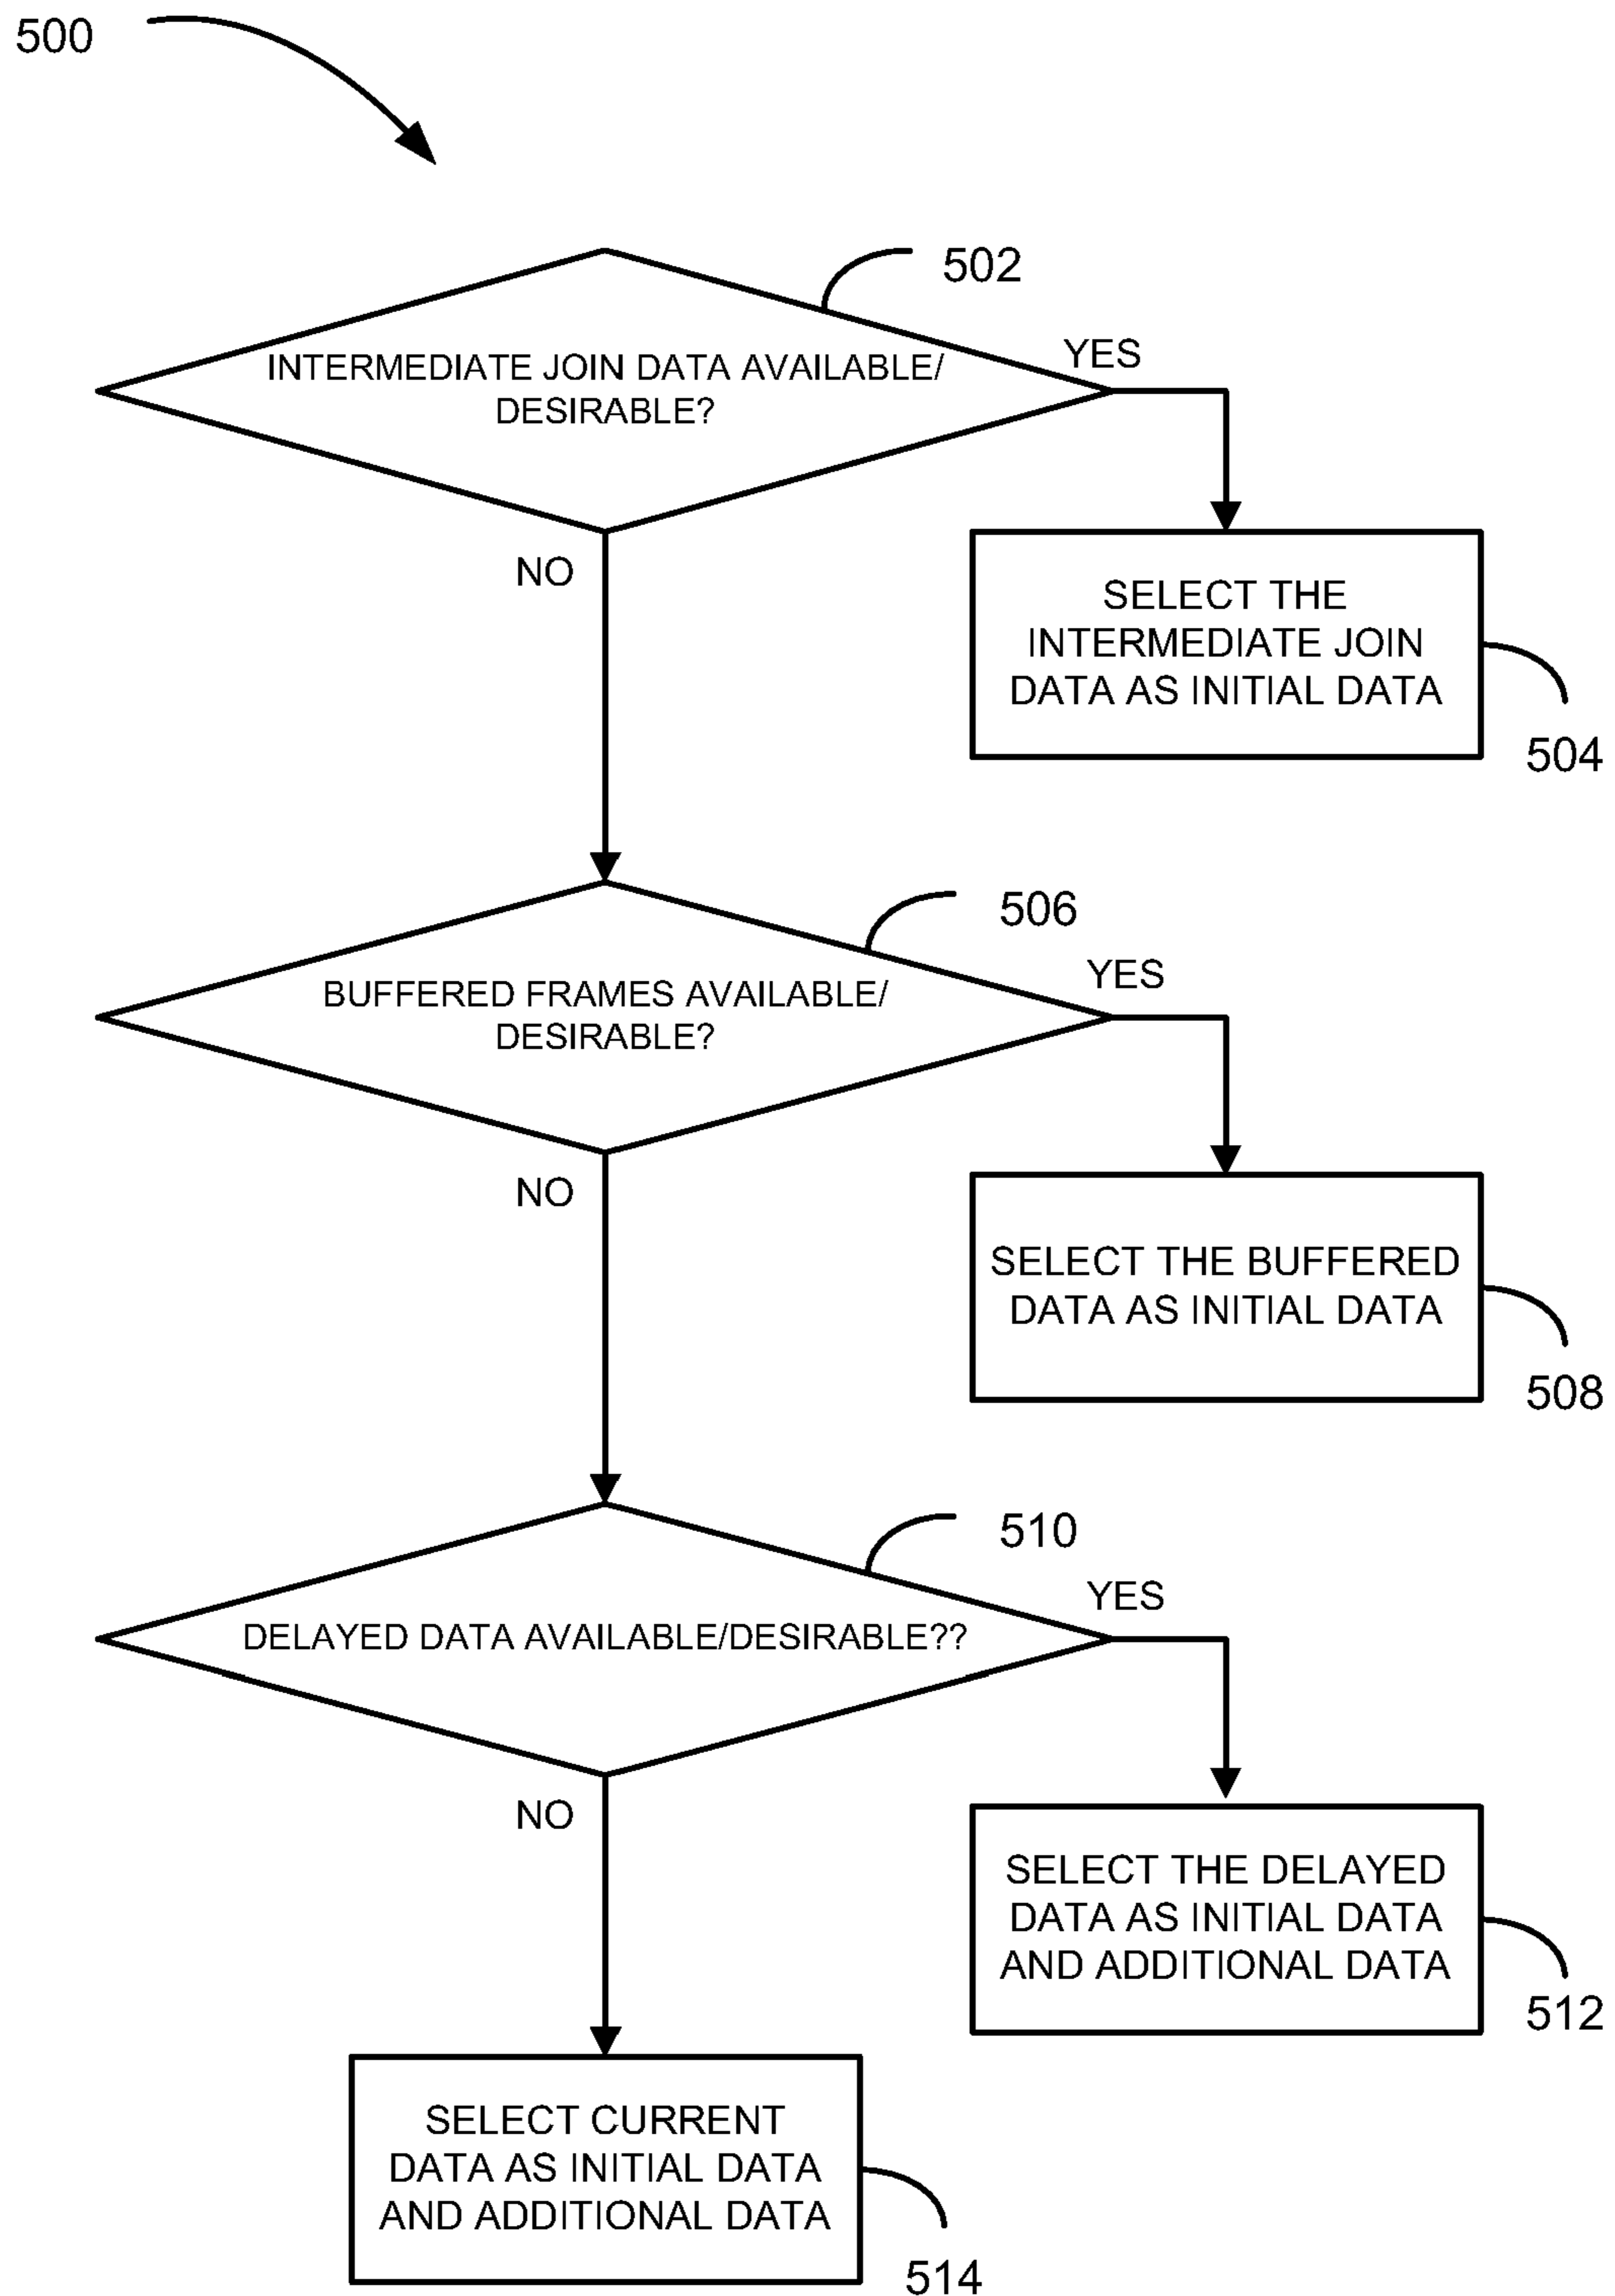 500
502
INTERMEDIATE JOIN DATA AVAILABLE/
DESIRABLE?
YES
NO
SELECT THE
INTERMEDIATE JOIN
DATA AS INITIAL DATA
504
506
BUFFERED FRAMES AVAILABLE/
DESIRABLE?
YES
NO
SELECT THE BUFFERED
DATA AS INITIAL DATA
508
510
DELAYED DATA AVAILABLE/DESIRABLE??
YES
NO
SELECT THE DELAYED
DATA AS INITIAL DATA
AND ADDITIONAL DATA
512
SELECT CURRENT
DATA AS INITIAL DATA
AND ADDITIONAL DATA
514